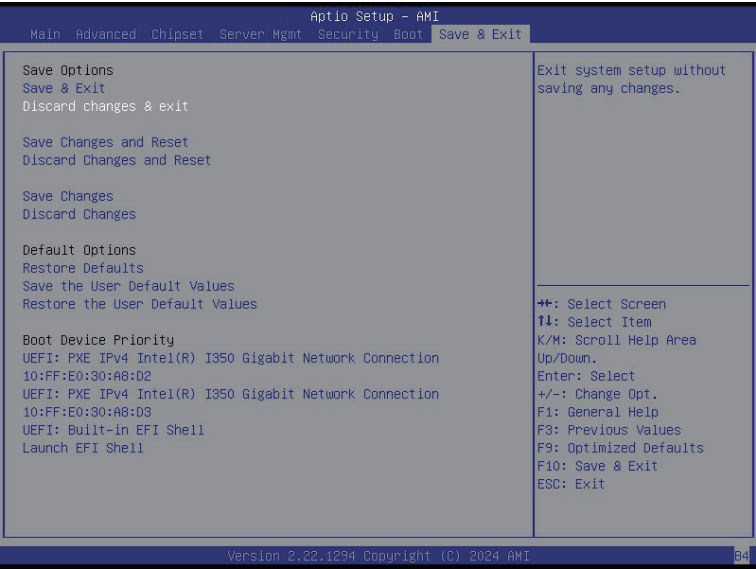 Aptio Setup – AMI
Main Advanced Chipset Server Mgmt Security Boot Save & Exit
Save Options
Save & Exit
Discard changes & exit
Save Changes and Reset
Discard Changes and Reset
Save Changes
Discard Changes
Default Options
Restore Defaults
Save the User Default Values
Restore the User Default Values
Boot Device Priority
UEFI: PXE IPv4 Intel(R) I350 Gigabit Network Connection
10:FF:E0:30:A8:D2
UEFI: PXE IPv4 Intel(R) I350 Gigabit Network Connection
10:FF:E0:30:A8:D3
UEFI: Built-in EFI Shell
Launch EFI Shell
Exit system setup without
saving any changes.
→←: Select Screen
↑↓: Select Item
K/M: Scroll Help Area
Up/Down.
Enter: Select
+/-: Change Opt.
F1: General Help
F3: Previous Values
F9: Optimized Defaults
F10: Save & Exit
ESC: Exit
Version 2.22.1294 Copyright (C) 2024 AMI
B4